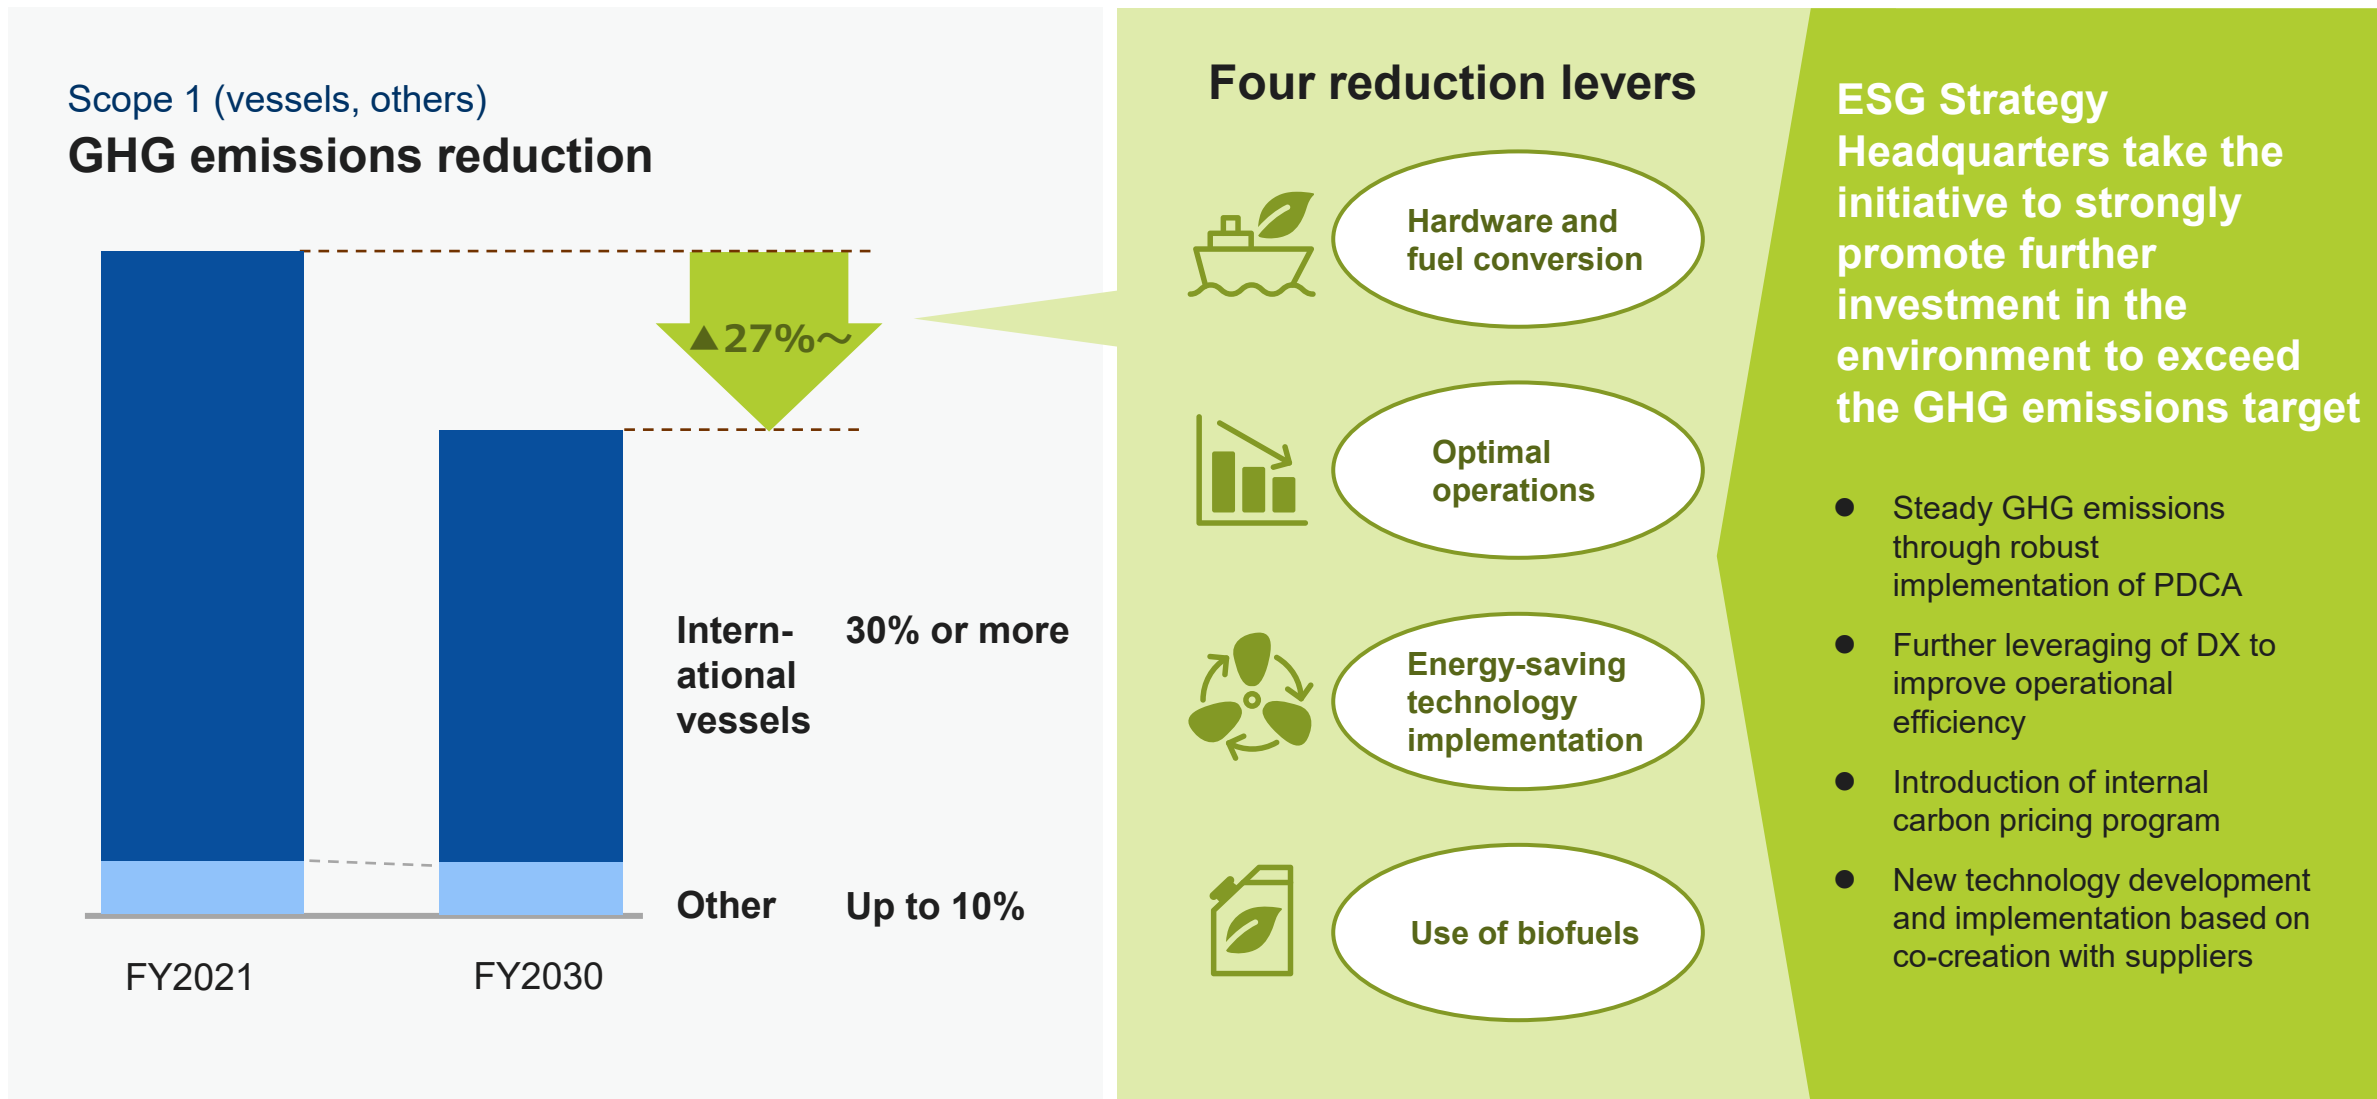 Scope 1 (vessels, others)
GHG emissions reduction
▲27%～
Intern-
ational
vessels
30% or more
Other
Up to 10%
FY2021
FY2030
Four reduction levers
Hardware and
fuel conversion
Optimal
operations
Energy-saving
technology
implementation
Use of biofuels
ESG Strategy
Headquarters take the
initiative to strongly
promote further
investment in the
environment to exceed
the GHG emissions target
● Steady GHG emissions
through robust
implementation of PDCA
● Further leveraging of DX to
improve operational
efficiency
● Introduction of internal
carbon pricing program
● New technology development
and implementation based on
co-creation with suppliers